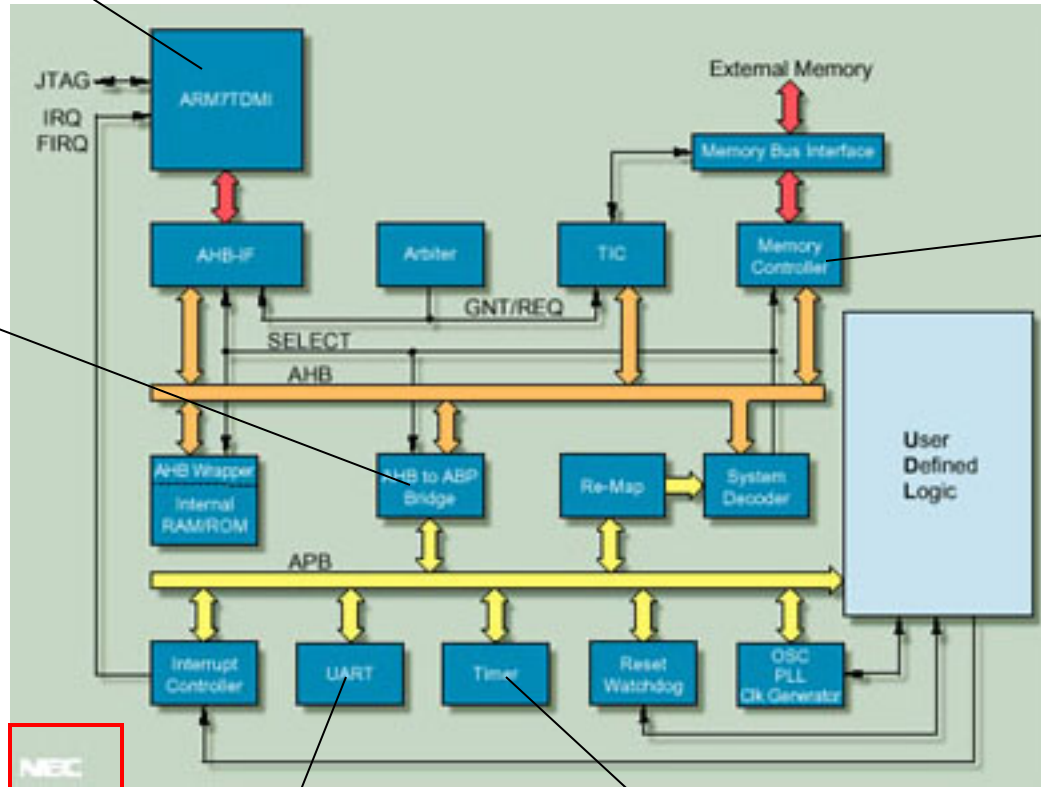 JTAG
IRQ
FIRQ
ARM7TDMI
External Memory
Memory Bus Interface
AHB-IF
Arbiter
TIC
Memory
Controller
GNT/REQ
SELECT
AHB
AHB Wrapper
Internal
RAM/ROM
AHB to ABP
Bridge
Re-Map
System
Decoder
User
Defined
Logic
APB
Interrupt
Controller
UART
Timer
Reset
Watchdog
OSC
PLL
Clk Generator
NEC